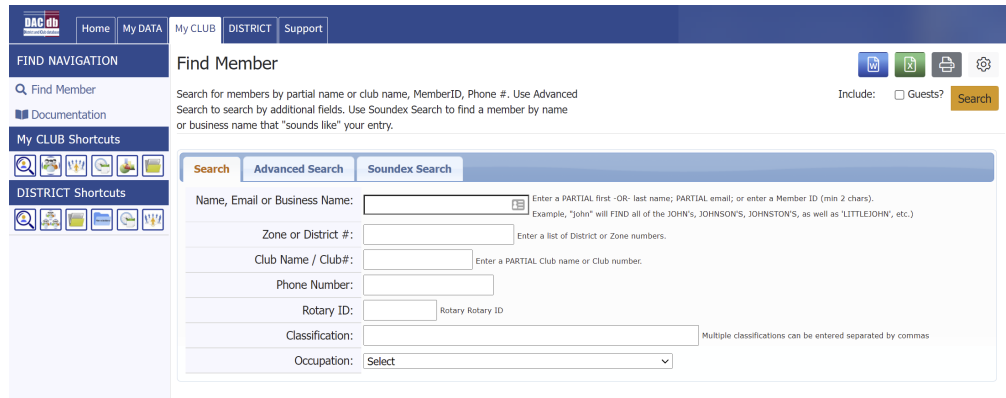 DAC db
District and Club database
Home
My DATA
My CLUB
DISTRICT
Support
FIND NAVIGATION
Find Member
Documentation
My CLUB Shortcuts
DISTRICT Shortcuts
Find Member
Search for members by partial name or
club name, MemberID, Phone #. Use Advanced
Search to search by additional fields. Use
Soundex Search to find a member by name
or business name that "sounds like" your
entry.
Include:
Guests?
Search
Search
Advanced Search
Soundex Search
Name, Email or Business Name:
Enter a PARTIAL first -OR- last name; PARTIAL email; or enter a Member ID (min 2 chars).
Example, "John" will FIND all of the JOHN's, JOHNSON'S, JOHNSTON'S, as well as 'LITTLEJOHN', etc.)
Zone or District #:
Enter a list of District or Zone numbers.
Club Name / Club#:
Enter a PARTIAL Club name or Club number.
Phone Number:
Rotary ID:
Rotary Rotary ID
Classification:
Multiple classifications can be entered separated by commas
Occupation:
Select